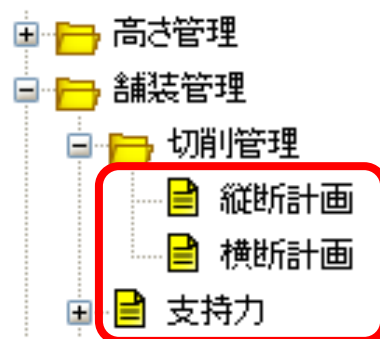 高さ管理
舗装管理
切削管理
縦断計画
横断計画
支持力